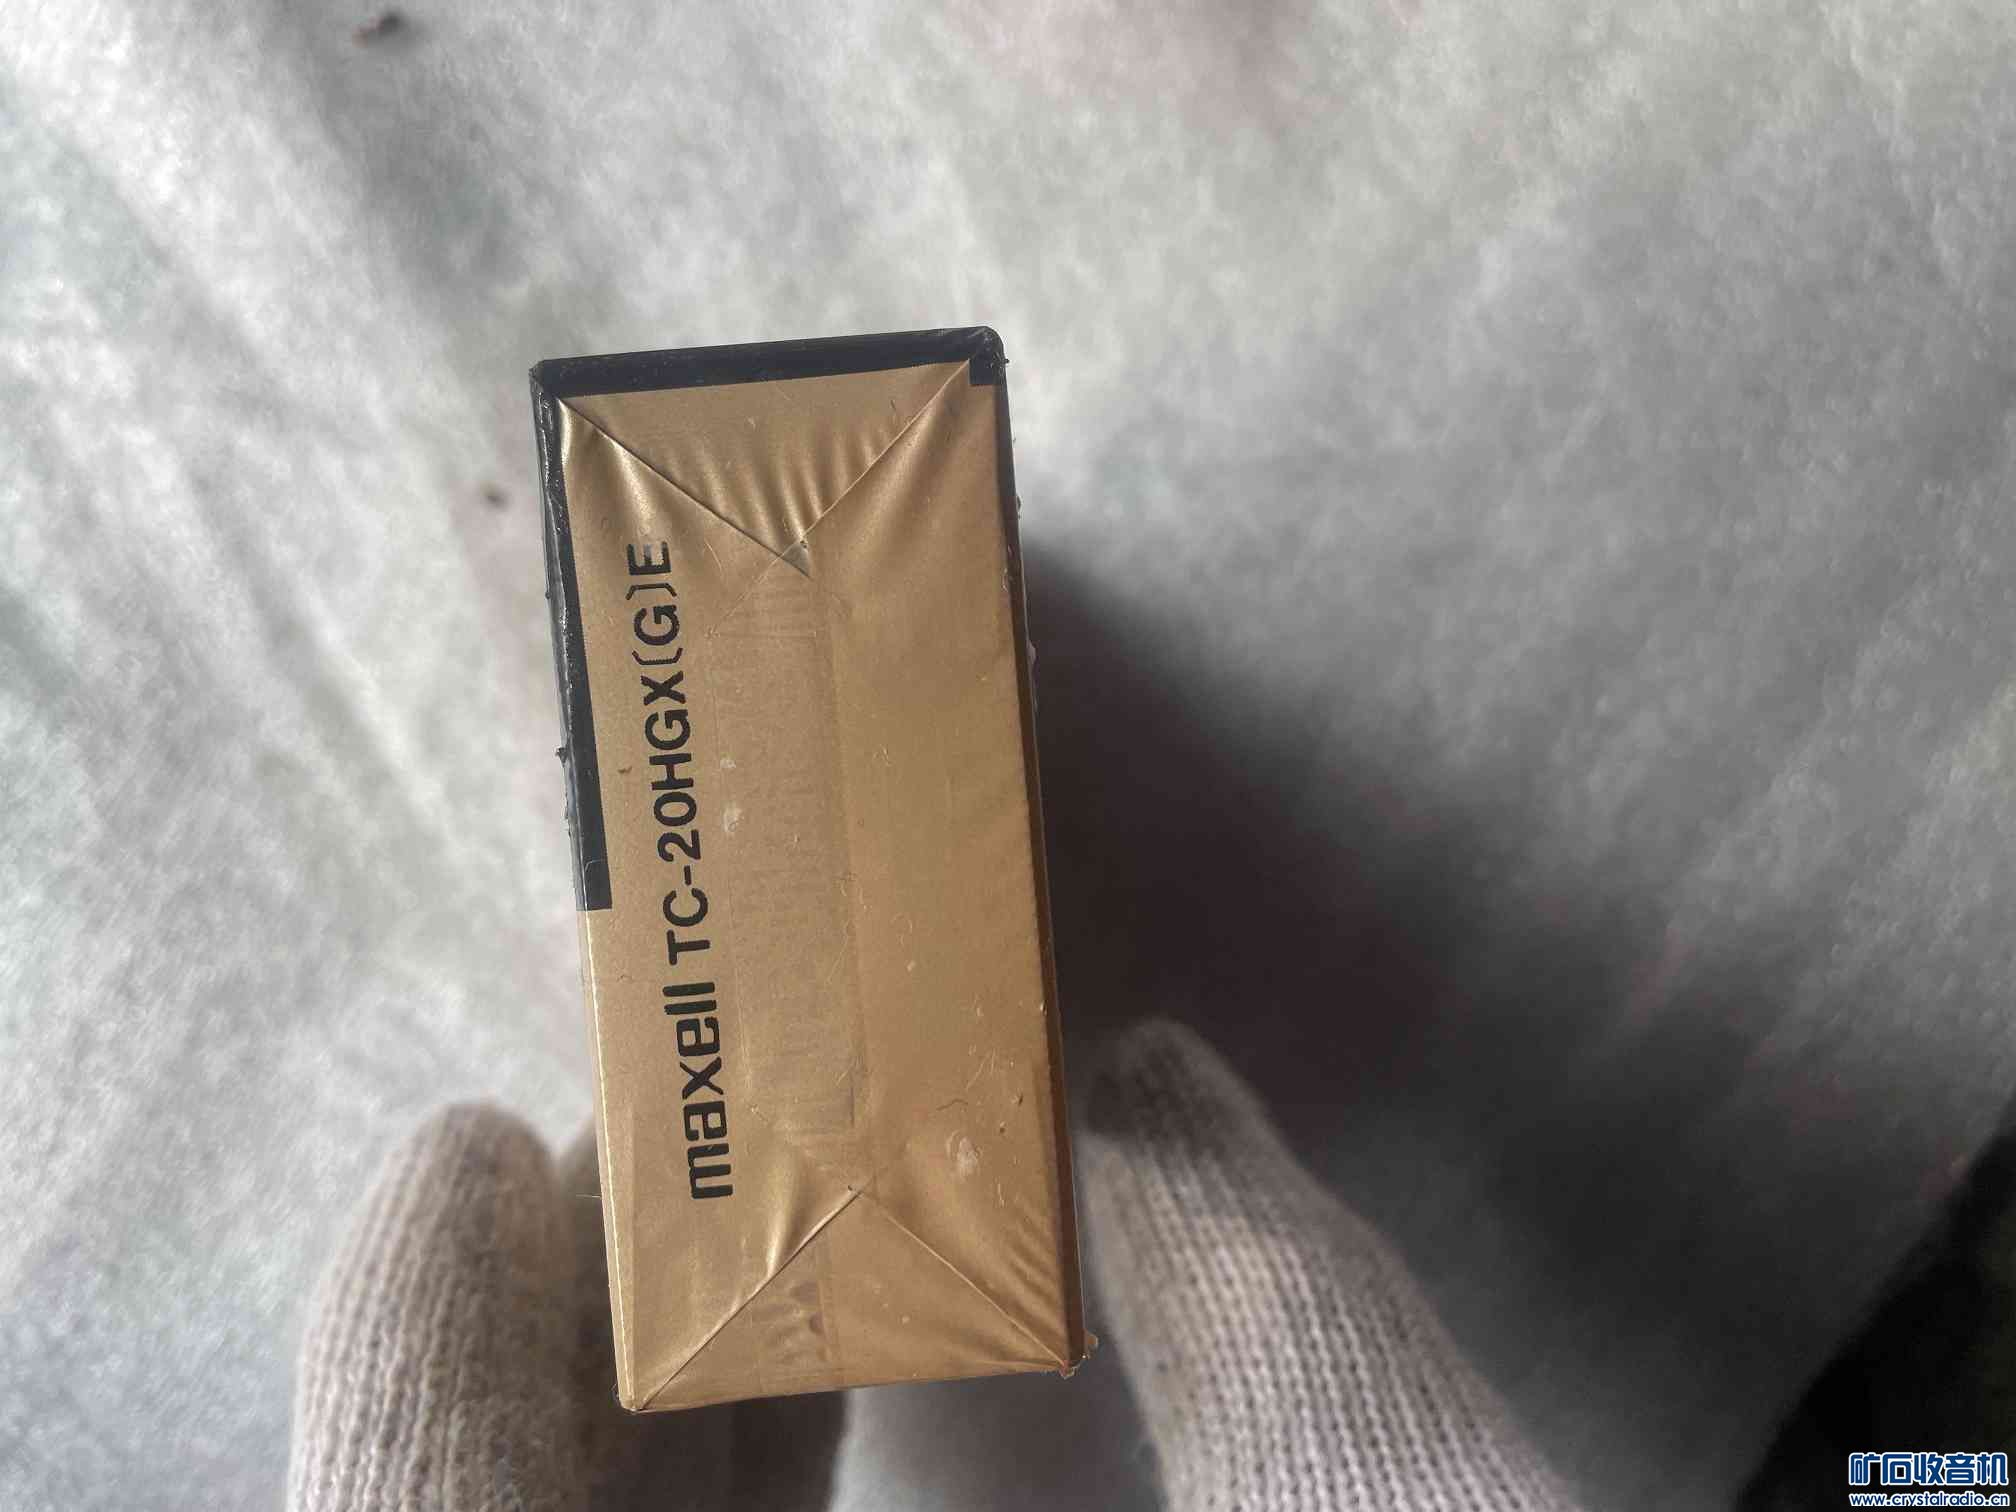 maxell TC-20HGX(G)E
矿石收音机
www.crystalradio.cn